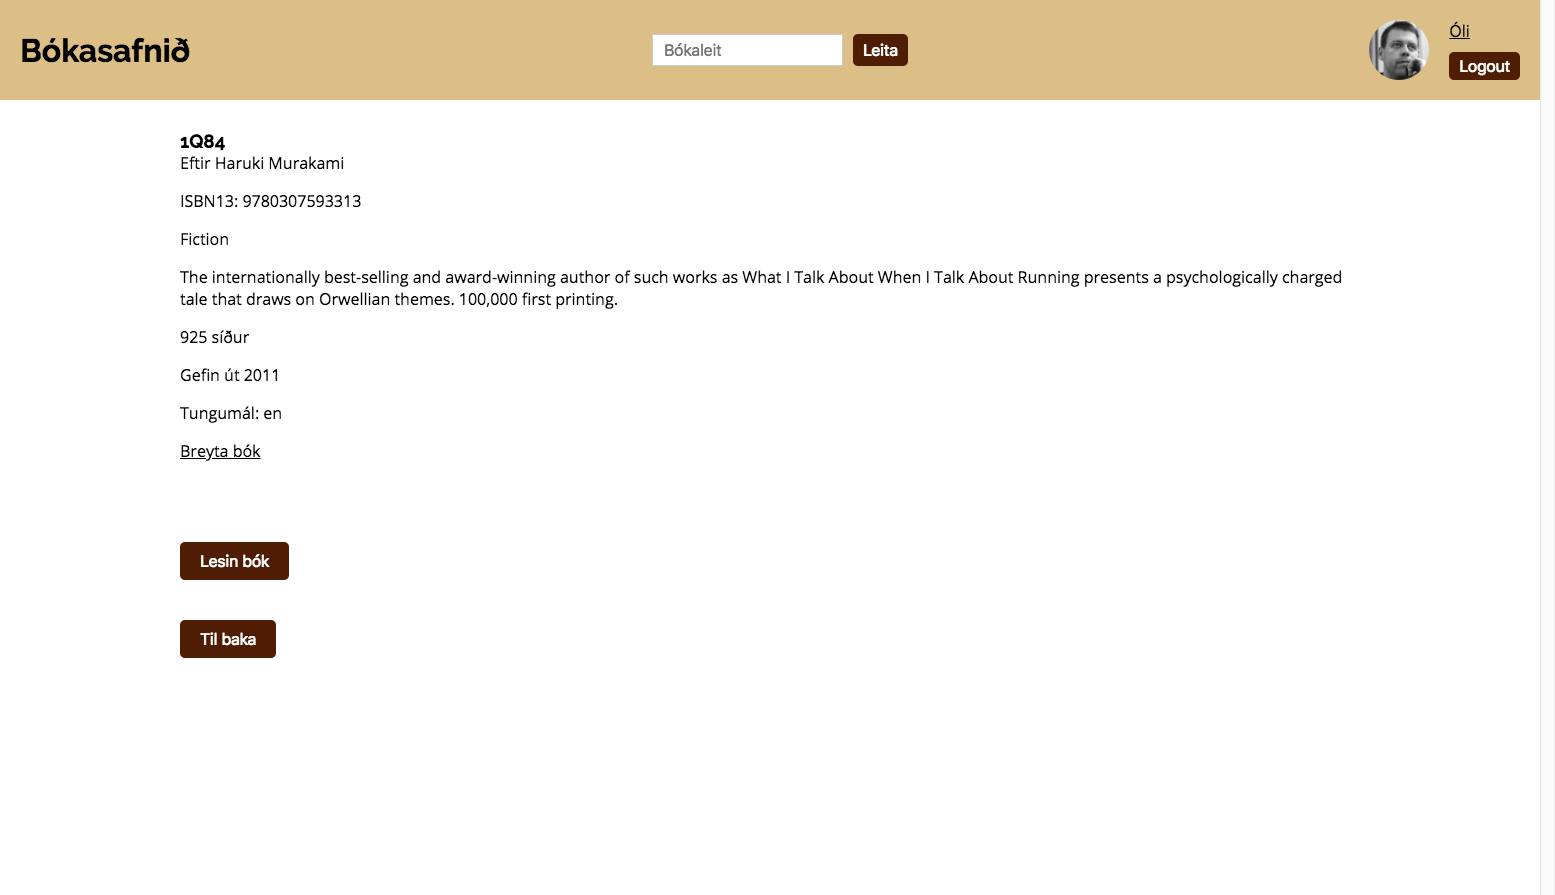 Bókasafnið
Bókaleit
Leita
Óli
Logout
1Q84
Eftir Haruki Murakami
ISBN13: 9780307593313
Fiction
The internationally best-selling and award-winning author of such works as What I Talk About When I Talk About Running presents a psychologically charged
tale that draws on Orwellian themes. 100,000 first printing.
925 síður
Gefin út 2011
Tungumál: en
Breyta bók
Lesin bók
Til baka